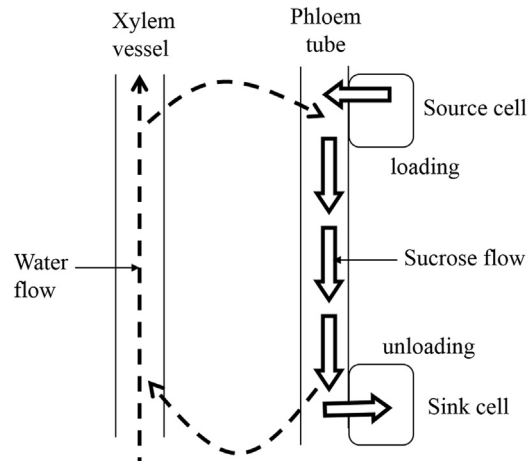 Xylem
vessel
Phloem
tube
Source cell
loading
Water
flow
Sucrose flow
unloading
Sink cell